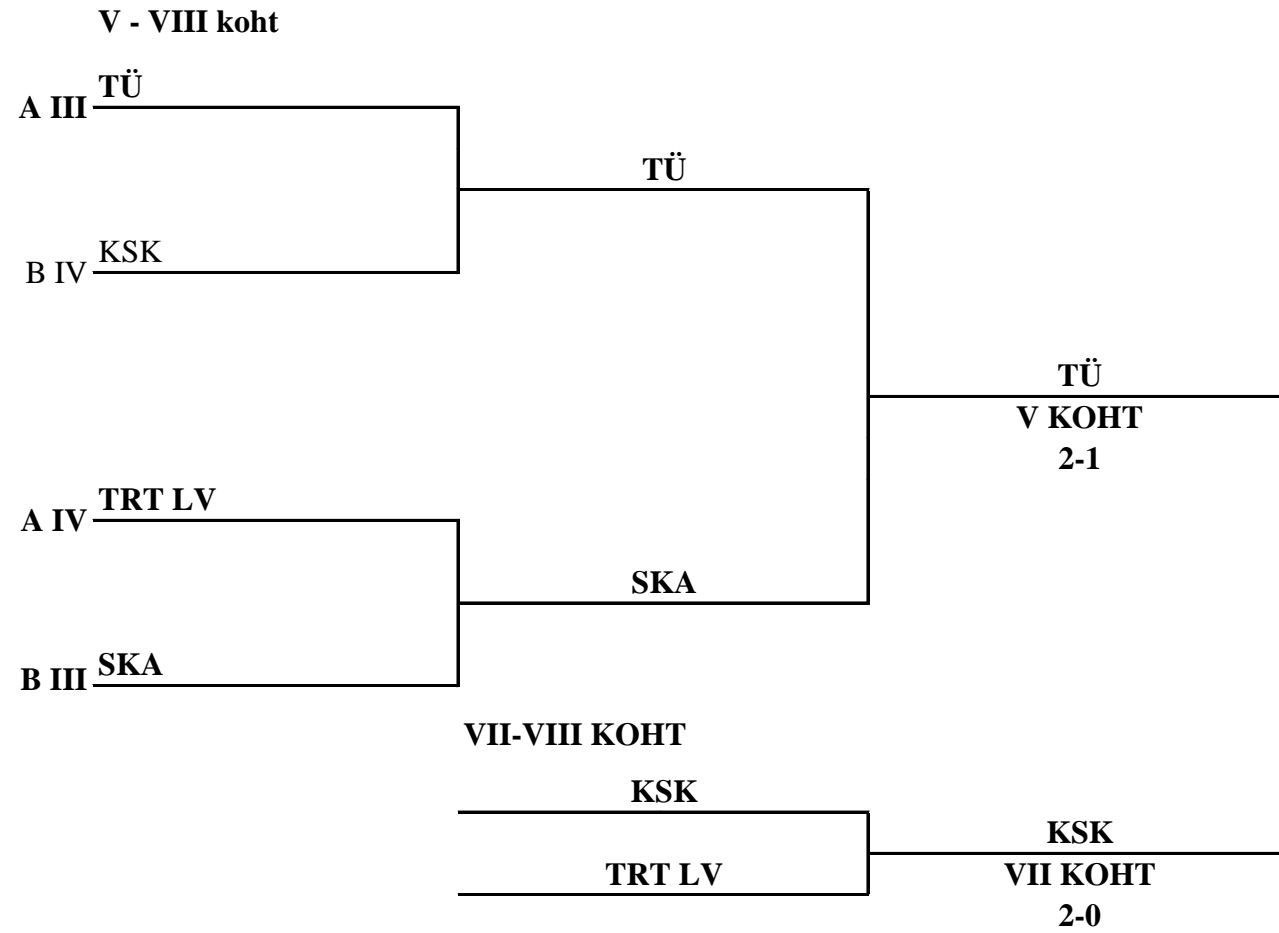 V - VIII koht
TÜ
A III
TÜ
KSK
B IV
TÜ
V KOHT
2-1
TRT LV
A IV
SKA
SKA
B III
VII-VIII KOHT
KSK
KSK
TRT LV
VII KOHT
2-0